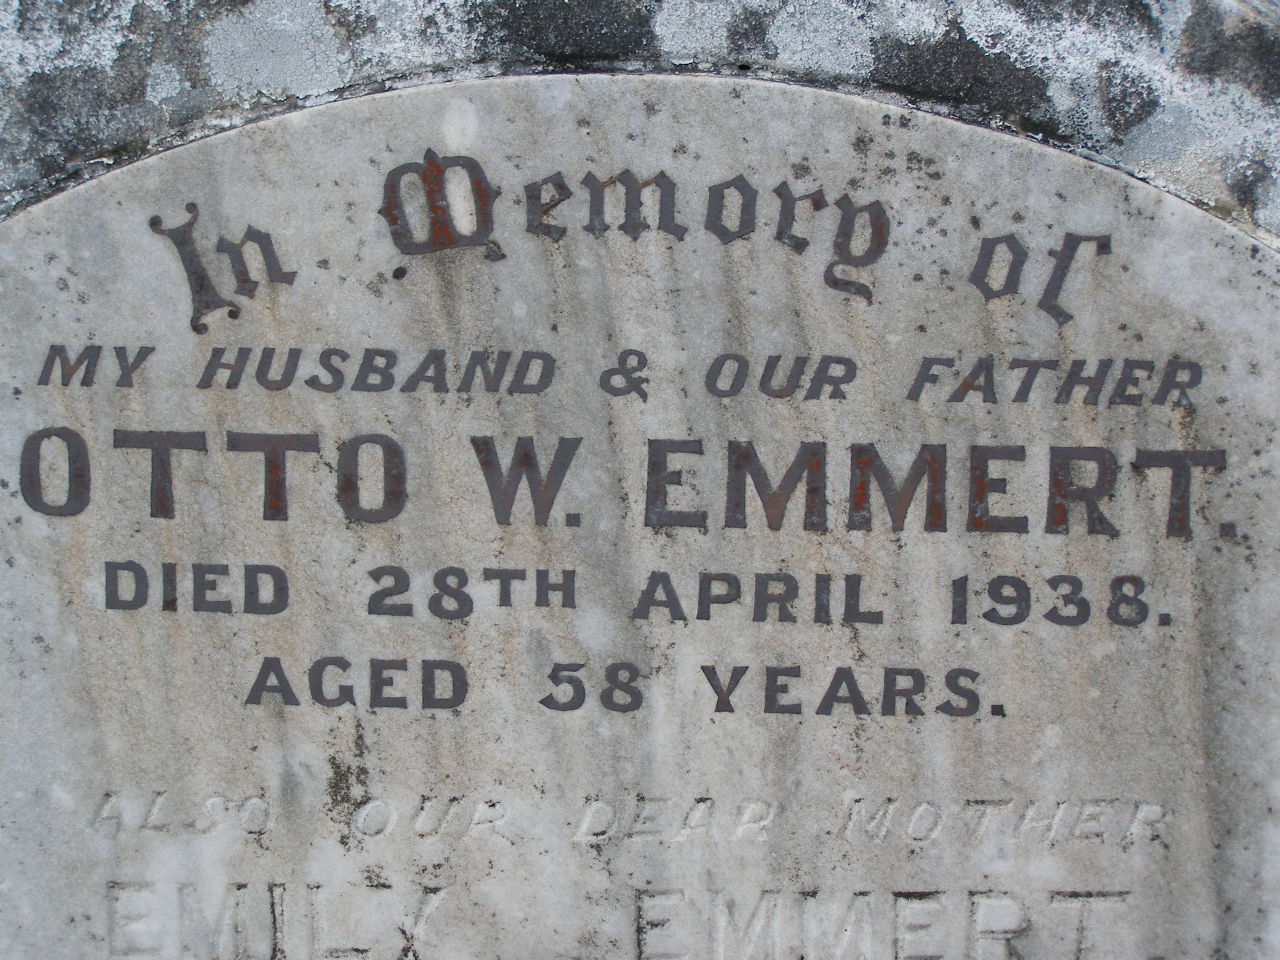 In Memory of
MY HUSBAND & OUR FATHER
OTTO W. EMMERT.
DIED 28TH APRIL 1938.
AGED 58 YEARS.
ALSO OUR DEAR MOTHER
EMILY EMMERT